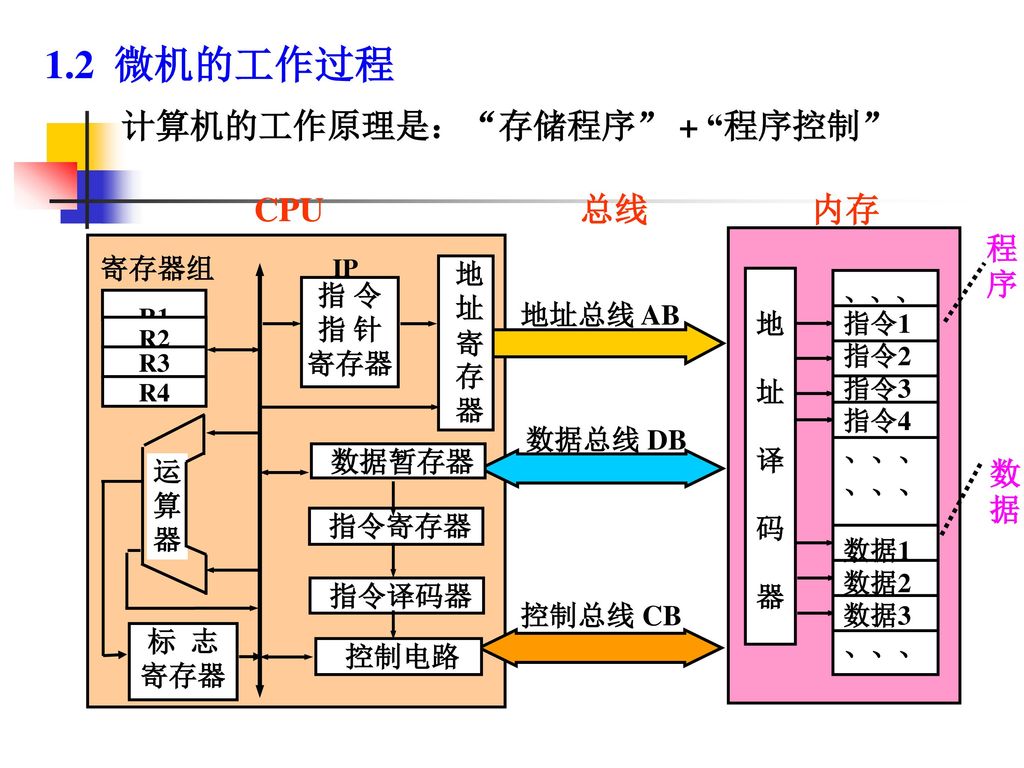 1.2 微机的工作过程
计算机的工作原理是：“存储程序” + “程序控制”
CPU
总线
内存
程
序
寄存器组
R1
R2
R3
R4
IP
指 令
指 针
寄存器
地
址
寄
存
器
运
算
器
标 志
寄存器
数据暂存器
指令寄存器
指令译码器
控制电路
地址总线 AB
数据总线 DB
控制总线 CB
地
址
译
码
器
、、、
指令1
指令2
指令3
指令4
、、、
、、、
数据1
数据2
数据3
、、、
数
据